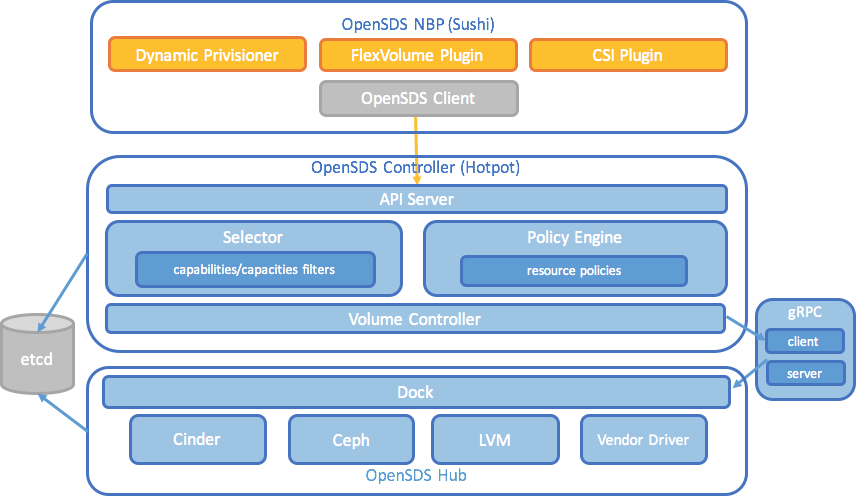 OpenSDS NBP (Sushi)
Dynamic Privisioner
FlexVolume Plugin
CSI Plugin
OpenSDS Client
OpenSDS Controller (Hotpot)
API Server
Selector
Policy Engine
capabilities/capacities filters
resource policies
Volume Controller
gRPC
client
server
etcd
Dock
Cinder
Ceph
LVM
Vendor Driver
OpenSDS Hub